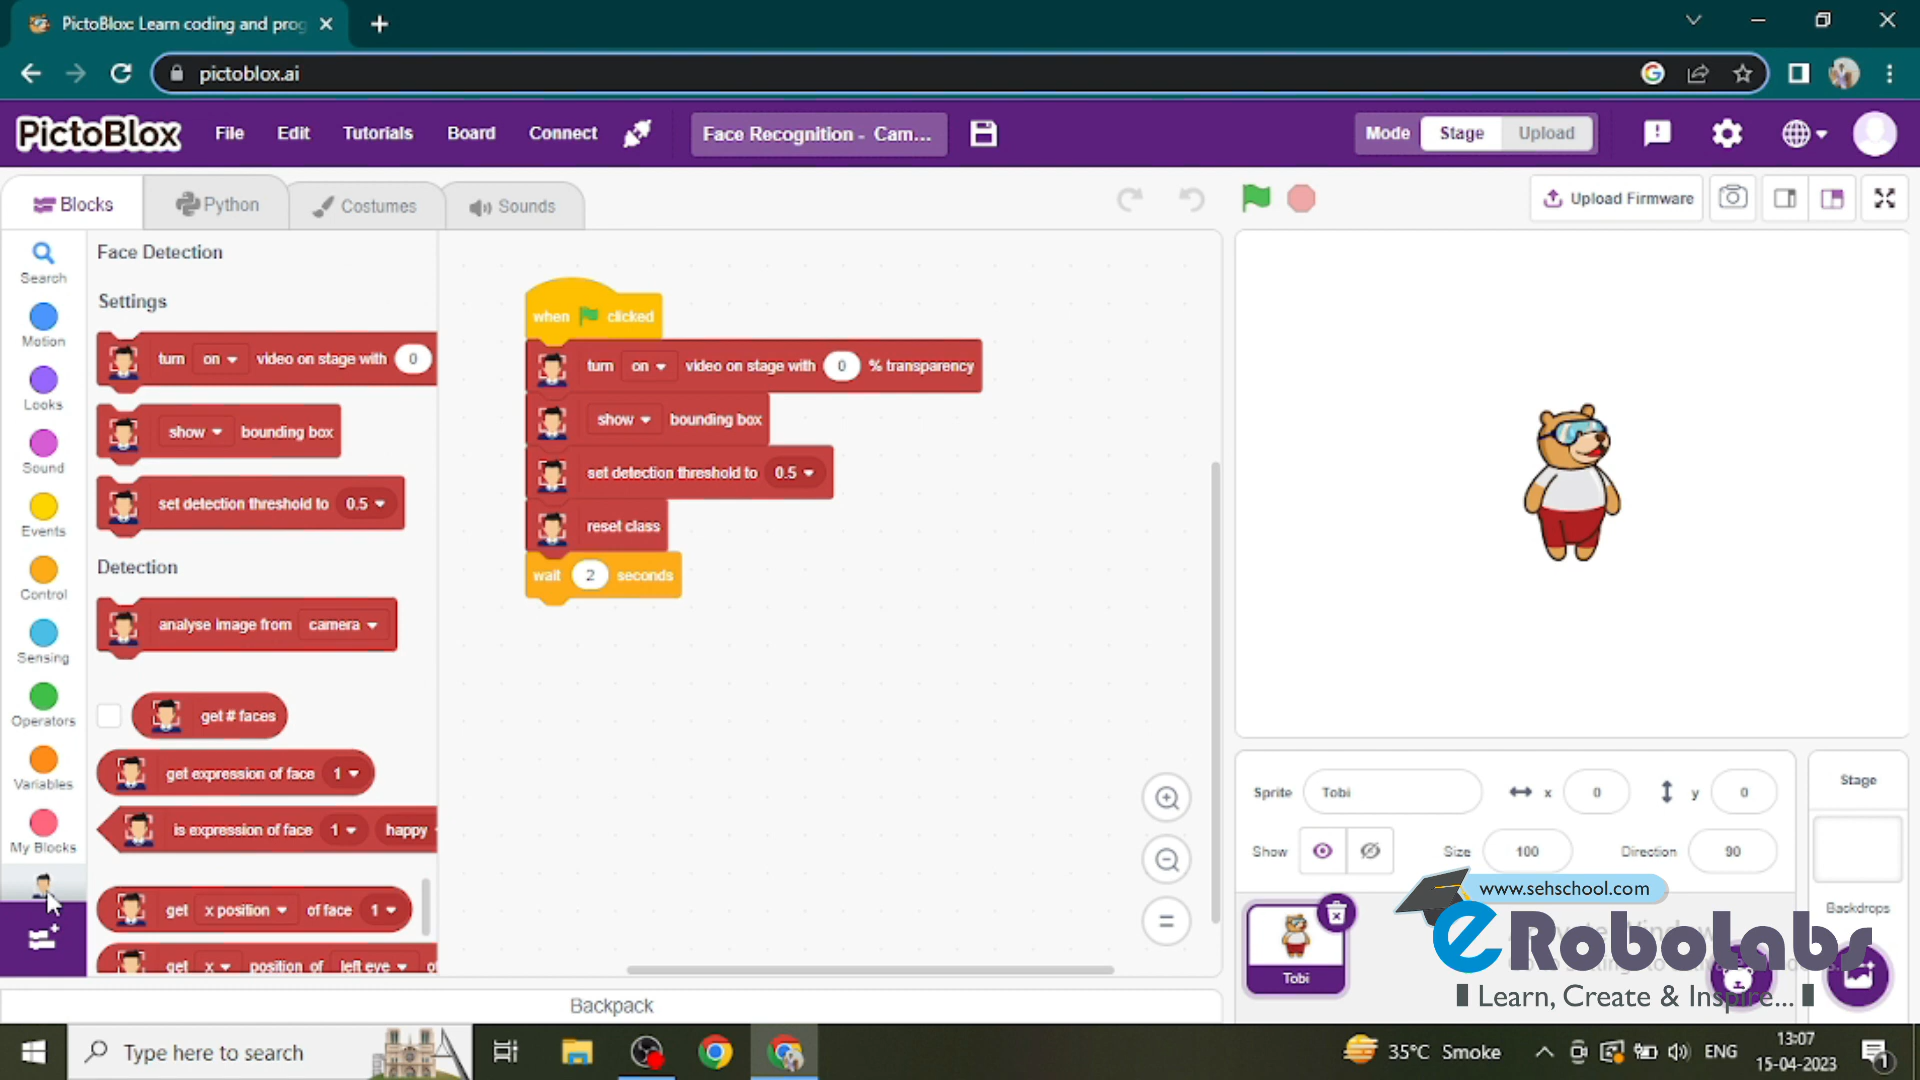 PictoBlox: Learn coding and prog
pictoblox.ai
PictoBlox File Edit Tutorials Board Connect Face Recognition - Cam... Mode Stage Upload
Blocks Python Costumes Sounds Upload Firmware
Search
Motion
Looks
Sound
Events
Control
Sensing
Operators
Variables
My Blocks
Face Detection
Settings
turn on video on stage with 0
show bounding box
set detection threshold to 0.5
Detection
analyse image from camera
get # faces
get expression of face 1
is expression of face 1 happy
get x position of face 1
get x position of left eye
when clicked
turn on video on stage with 0 % transparency
show bounding box
set detection threshold to 0.5
reset class
wait 2 seconds
Backpack
Sprite Tobi x 0 y 0
Show Size 100 Direction 90
Tobi
Stage
Backdrops
www.sehschool.com
eRoboLabs
Learn, Create & Inspire...
Type here to search
35°C Smoke ENG 13:07
15-04-2023
1